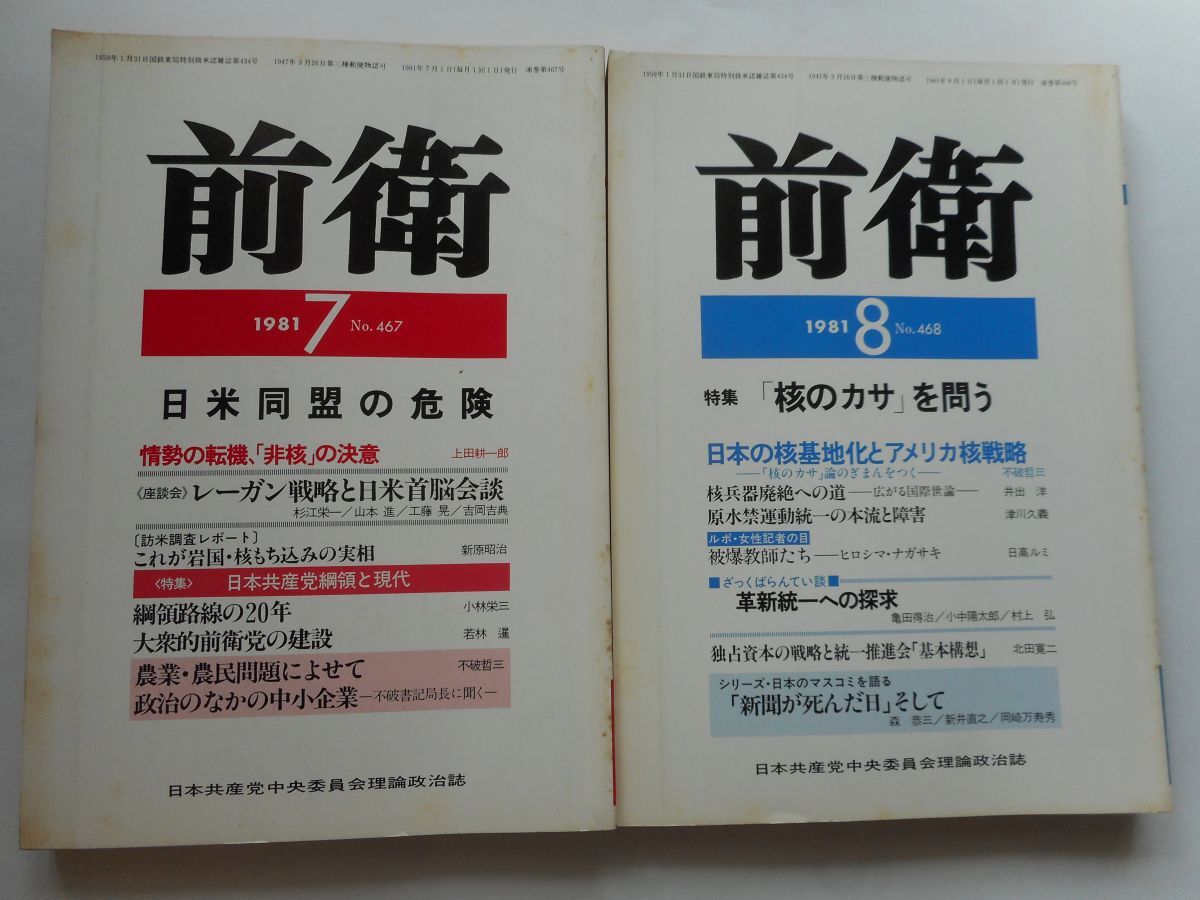 1959年1月31日国鉄東局特別扱承認雑誌第434号 1947年3月26日第三種郵便物認可 1981年7月1日(毎月1回1日)発行 通巻第467号
前衛
1981 7 No. 467
日米同盟の危険
情勢の転機、「非核」の決意 上田耕一郎
《座談会》レーガン戦略と日米首脳会談
杉江栄一／山本 進／工藤 晃／吉岡吉典
〔訪米調査レポート〕
これが岩国・核もち込みの実相 新原昭治
〈特集〉 日本共産党綱領と現代
綱領路線の20年 小林栄三
大衆的前衛党の建設 若林 暹
農業・農民問題によせて 不破哲三
政治のなかの中小企業―不破書記局長に聞く―
日本共産党中央委員会理論政治誌
1959年1月31日国鉄東局特別扱承認雑誌第434号 1947年3月26日第三種郵便物認可 1981年8月1日(毎月1回1日)発行 通巻第468号
前衛
1981 8 No. 468
特集 「核のカサ」を問う
日本の核基地化とアメリカ核戦略
――「核のカサ」論のぎまんをつく―― 不破哲三
核兵器廃絶への道――広がる国際世論―― 井出 洋
原水禁運動統一の本流と障害 津川久義
ルポ・女性記者の目
被爆教師たち――ヒロシマ・ナガサキ 日高ルミ
■ざっくばらんてい談■
革新統一への探求
亀田得治／小中陽太郎／村上 弘
独占資本の戦略と統一推進会「基本構想」 北田寛二
シリーズ・日本のマスコミを語る
「新聞が死んだ日」そして
森 恭三／新井直之／岡崎万寿秀
日本共産党中央委員会理論政治誌